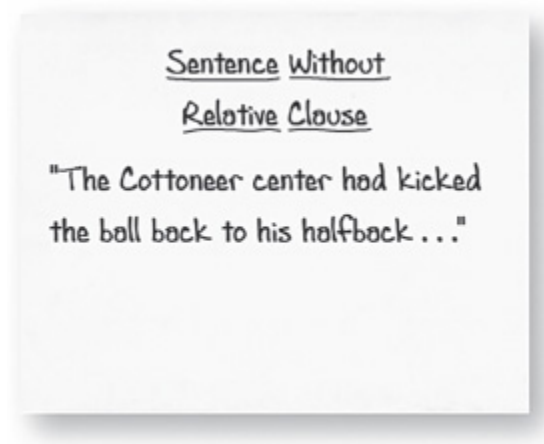 Sentence Without
Relative Clause
"The Cottoneer center had kicked
the ball back to his halfback . . ."